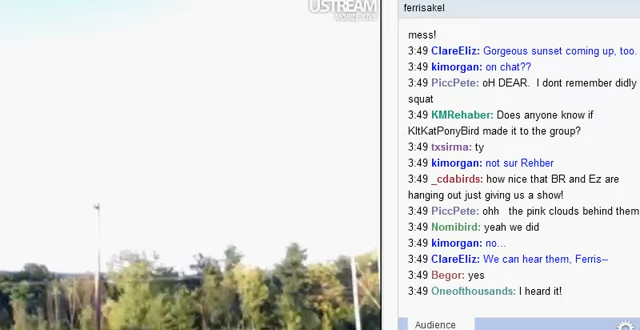 USTREAM
ferrisakel
mess!
3:49 ClareEliz: Gorgeous sunset coming up, too.
3:49 kimorgan: on chat??
3:49 PiccPete: oH DEAR. I dont remember didly
squat
3:49 KMRehaber: Does anyone know if
KItKatPonyBird made it to the group?
3:49 txsirma: ty
3:49 kimorgan: not sur Rehber
3:49 _cdabirds: how nice that BR and Ez are
hanging out just giving us a show!
3:49 PiccPete: ohh the pink clouds behind them
3:49 Nomibird: yeah we did
3:49 kimorgan: no...
3:49 ClareEliz: We can hear them, Ferris--
3:49 Begor: yes
3:49 Oneofthousands: I heard it!
Audience